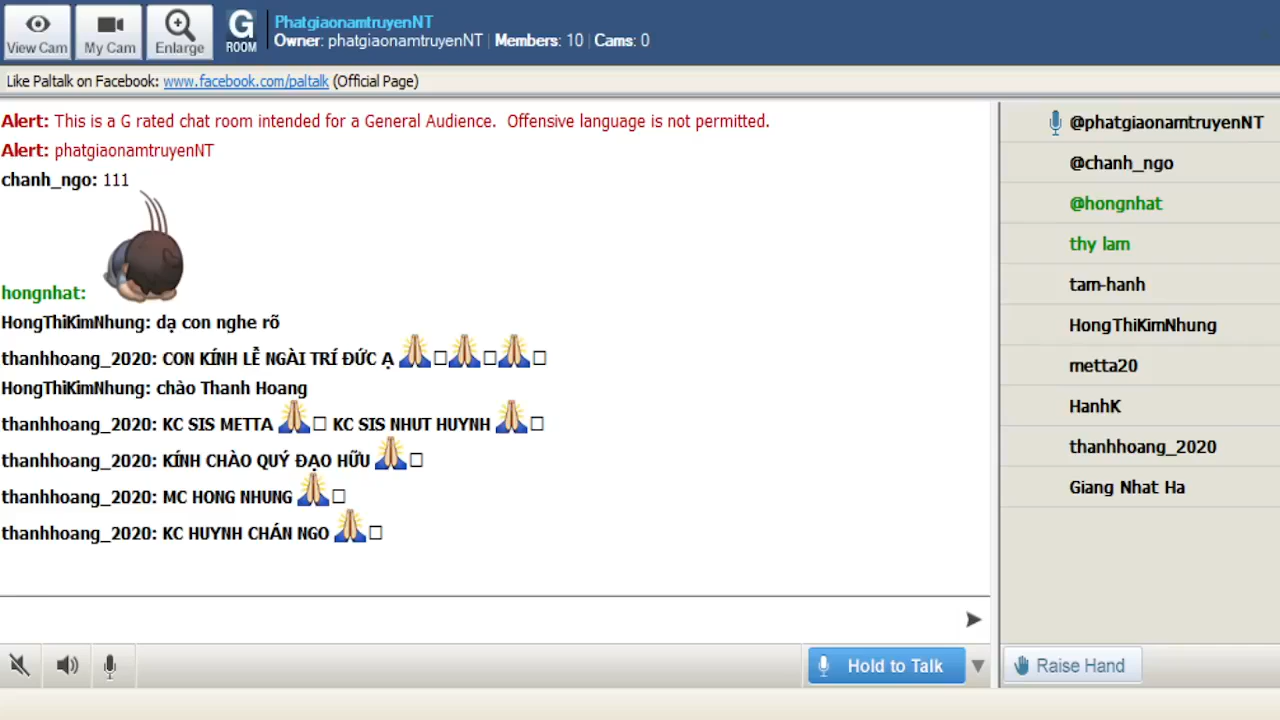 View Cam
My Cam
Enlarge
G
ROOM
PhatgiaonamtruyenNT
Owner: phatgiaonamtruyenNT | Members: 10 | Cams: 0
Like Paltalk on Facebook: www.facebook.com/paltalk (Official Page)
Alert: This is a G rated chat room intended for a General Audience. Offensive language is not permitted.
Alert: phatgiaonamtruyenNT
chanh_ngo: 111
hongnhat:
HongThiKimNhung: dạ con nghe rõ
thanhhoang_2020: CON KÍNH LỄ NGÀI TRÍ ĐỨC Ạ 🙏🙏🙏
HongThiKimNhung: chào Thanh Hoang
thanhhoang_2020: KC SIS METTA 🙏 KC SIS NHUT HUYNH 🙏
thanhhoang_2020: KÍNH CHÀO QUÝ ĐẠO HỮU 🙏
thanhhoang_2020: MC HONG NHUNG 🙏
thanhhoang_2020: KC HUYNH CHÁN NGO 🙏
@phatgiaonamtruyenNT
@chanh_ngo
@hongnhat
thy lam
tam-hanh
HongThiKimNhung
metta20
HanhK
thanhhoang_2020
Giang Nhat Ha
Hold to Talk
Raise Hand